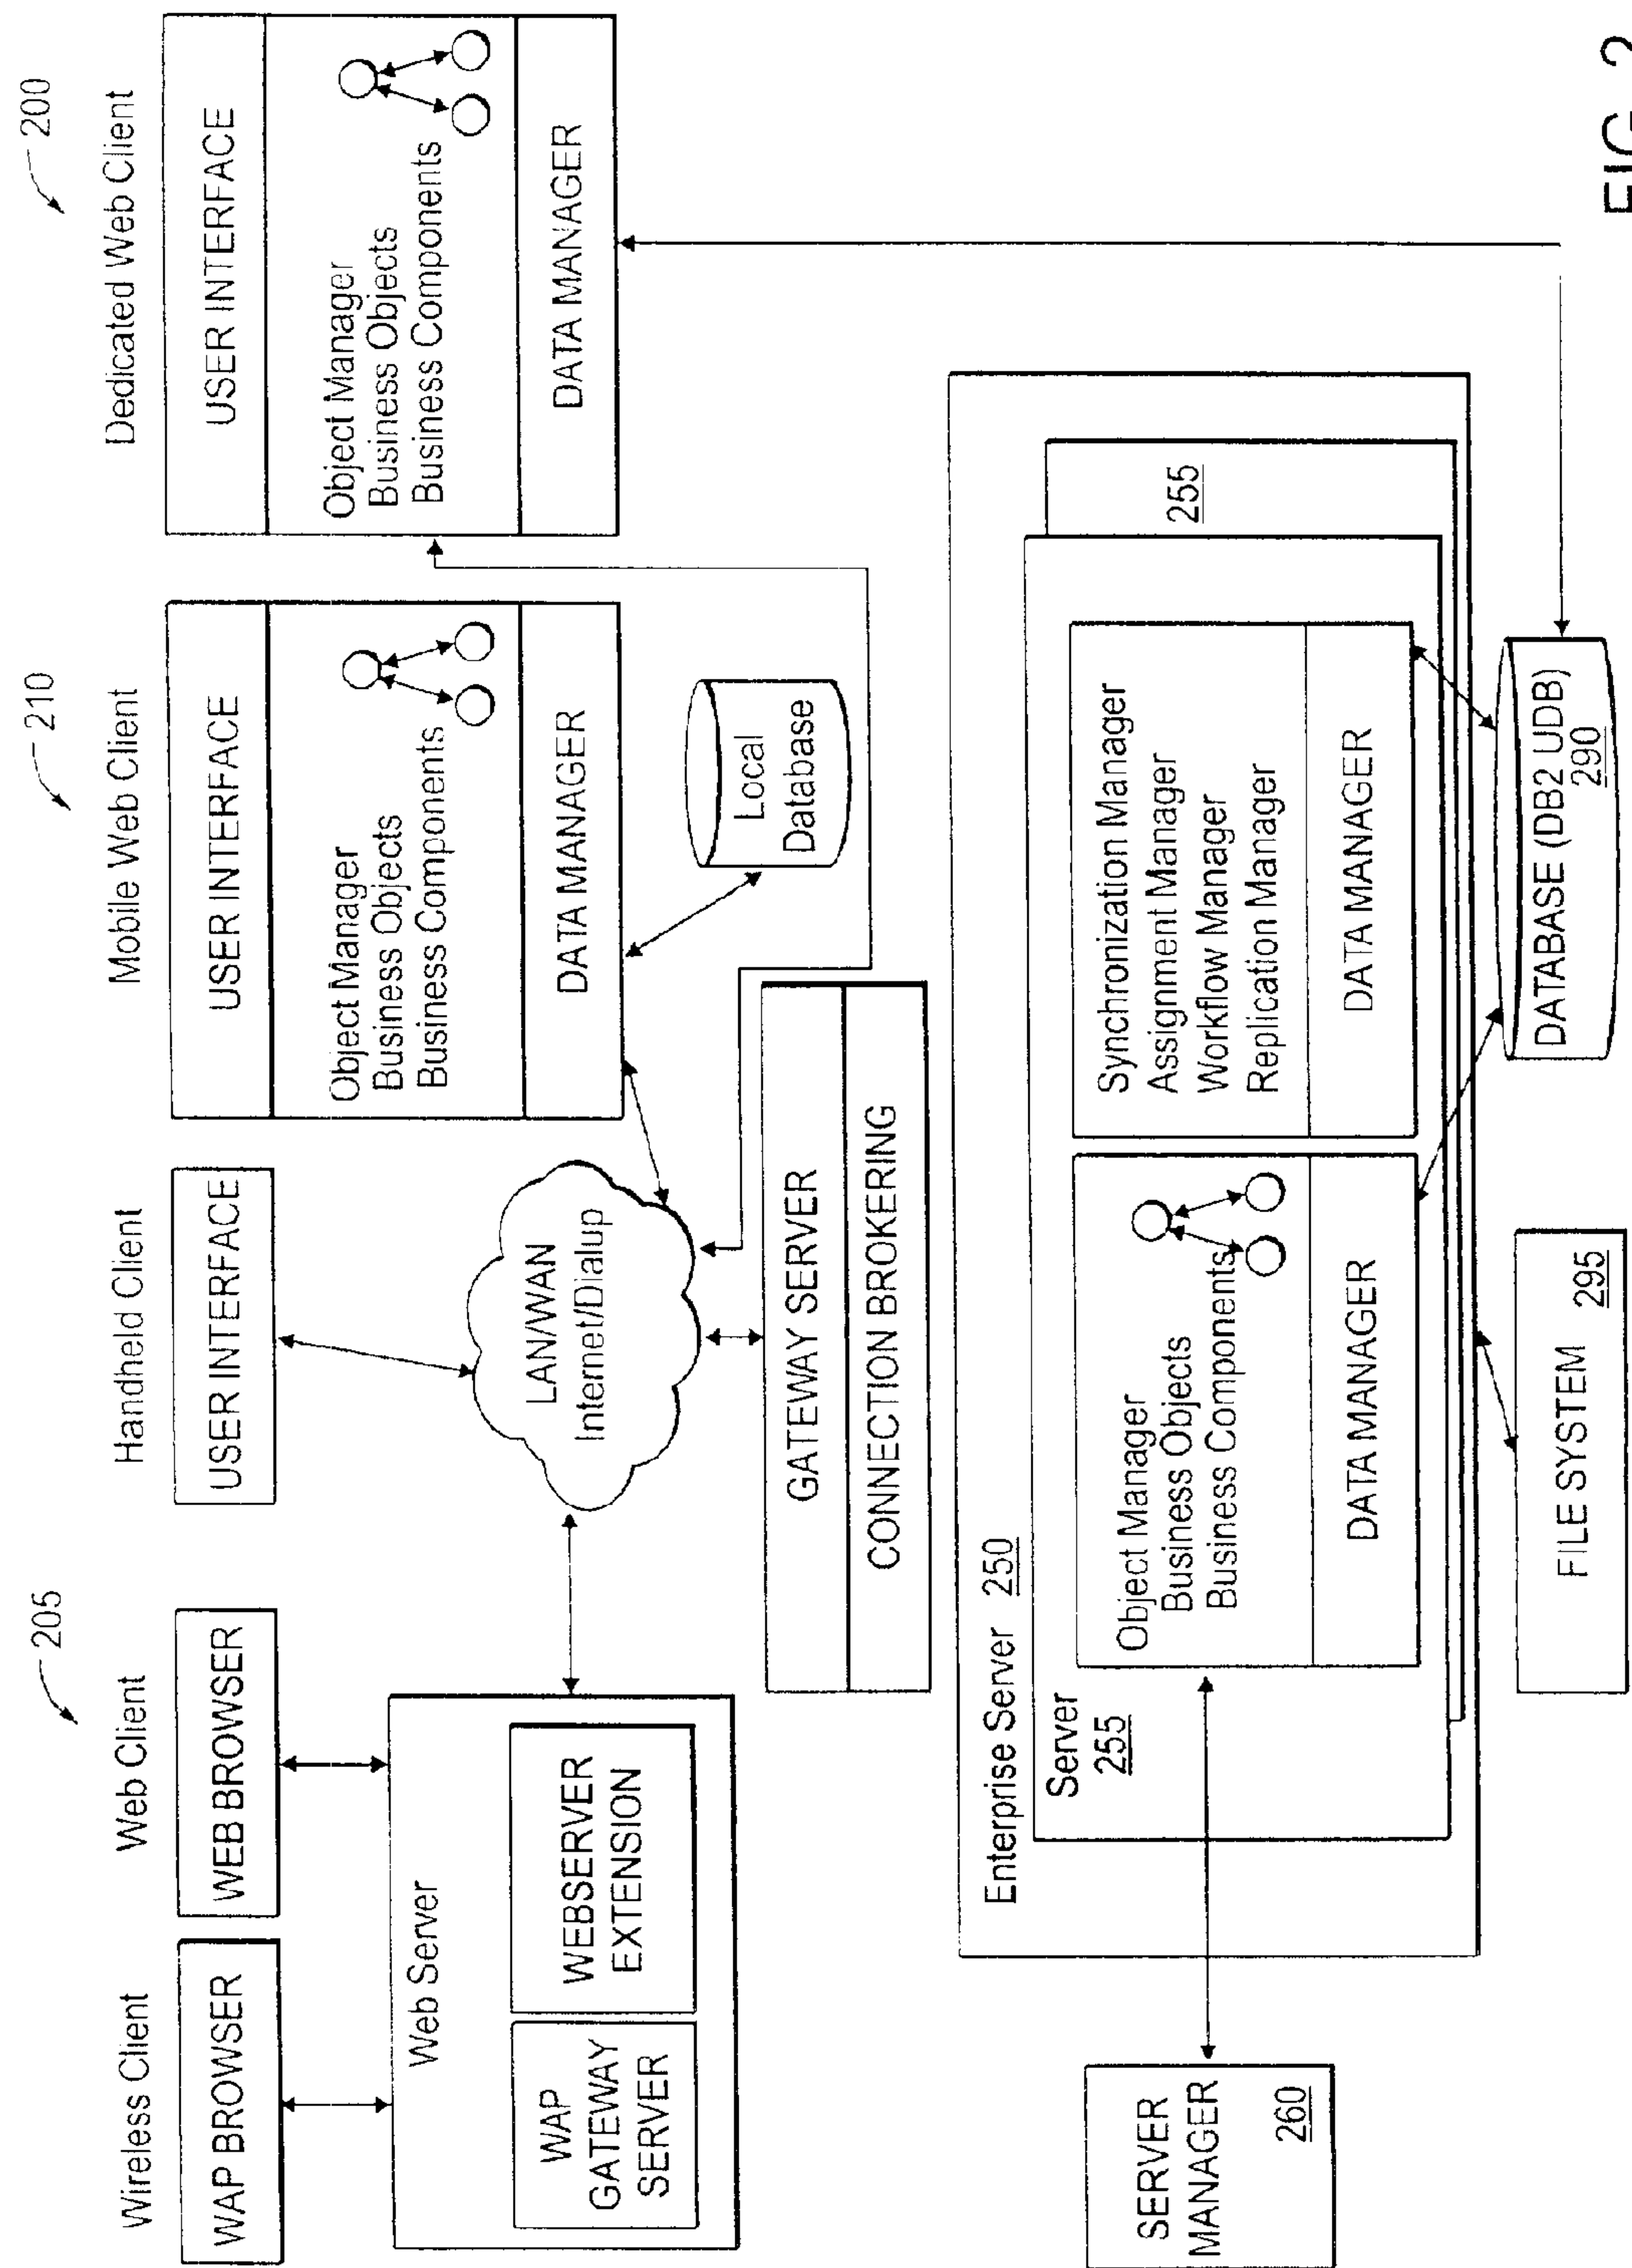 200
210
205
Wireless Client
Web Client
Handheld Client
Mobile Web Client
Dedicated Web Client
WAP BROWSER
WEB BROWSER
USER INTERFACE
USER INTERFACE
Object Manager
Business Objects
Business Components
DATA MANAGER
USER INTERFACE
Object Manager
Business Objects
Business Components
DATA MANAGER
Web Server
WAP
GATEWAY
SERVER
WEBSERVER
EXTENSION
LAN/WAN
Internet/Dialup
Local
Database
GATEWAY SERVER
CONNECTION BROKERING
Enterprise Server 250
Server
255
255
Object Manager
Business Objects
Business Components
DATA MANAGER
Synchronization Manager
Assignment Manager
Workflow Manager
Replication Manager
DATA MANAGER
SERVER
MANAGER
260
FILE SYSTEM 295
DATABASE (DB2 UDB)
290
FIG. 2